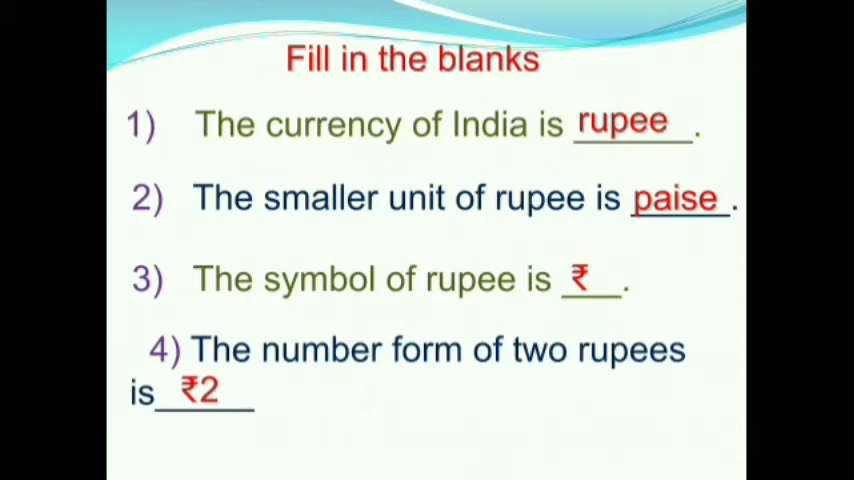 Fill in the blanks
1) The currency of India is rupee.
2) The smaller unit of rupee is paise.
3) The symbol of rupee is ₹.
4) The number form of two rupees
is ₹2